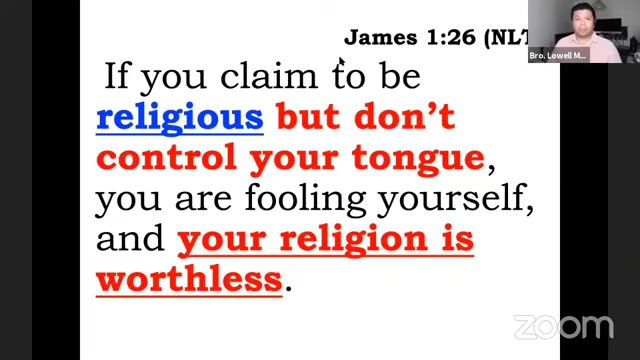 James 1:26 (NLT
Bro. Lowell M...
If you claim to be
religious but don't
control your tongue,
you are fooling yourself,
and your religion is
worthless.
zoom